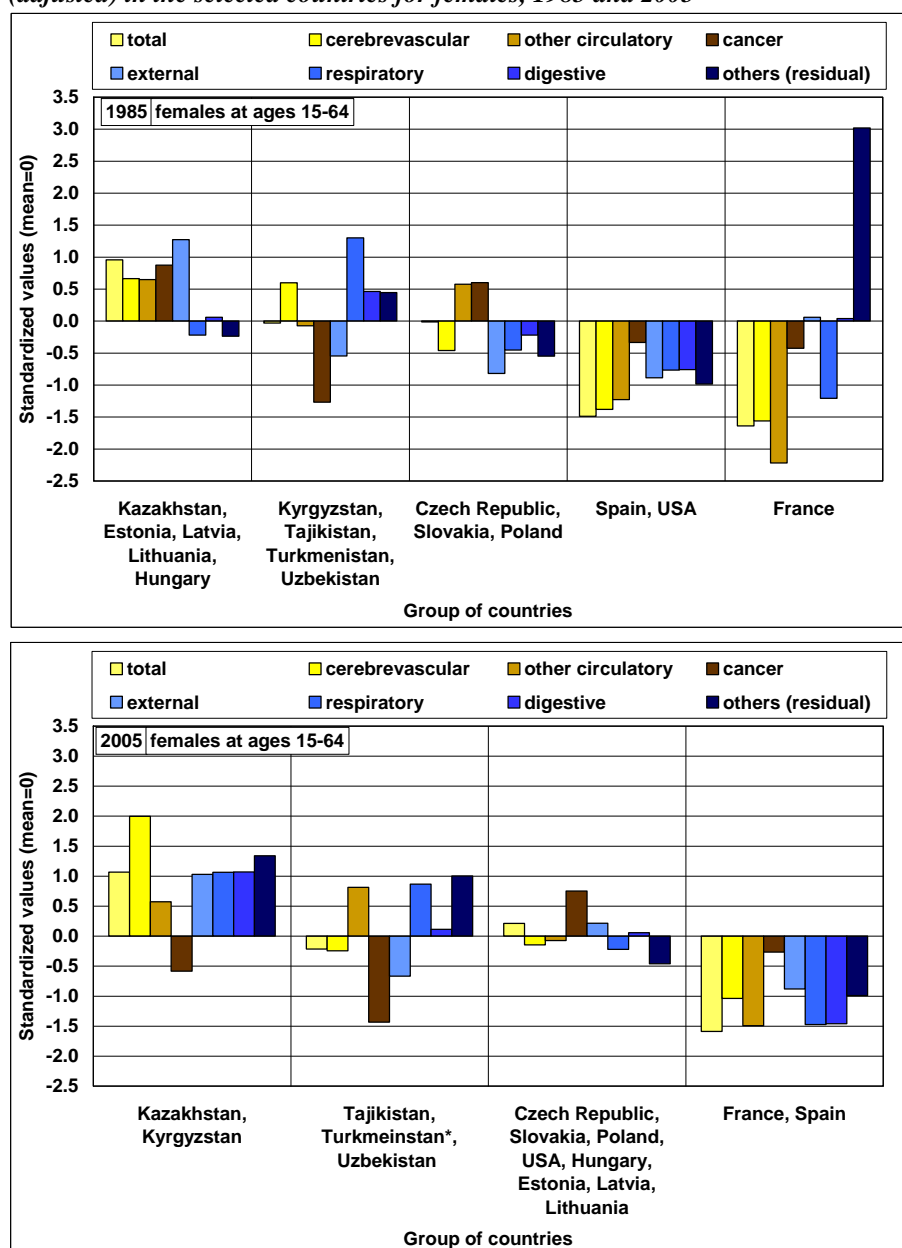 (adjusted) in the selected countries for females, 1985 and 2005
total cerebrevascular other circulatory cancer
external respiratory digestive others (residual)
3.5
1985 females at ages 15-64
3.0
2.5
2.0
1.5
1.0
0.5
0.0
-0.5
-1.0
-1.5
-2.0
-2.5
Standardized values (mean=0)
Kazakhstan, Estonia, Latvia, Lithuania, Hungary
Kyrgyzstan, Tajikistan, Turkmenistan, Uzbekistan
Czech Republic, Slovakia, Poland
Spain, USA
France
Group of countries
total cerebrevascular other circulatory cancer
external respiratory digestive others (residual)
3.5
2005 females at ages 15-64
3.0
2.5
2.0
1.5
1.0
0.5
0.0
-0.5
-1.0
-1.5
-2.0
-2.5
Standardized values (mean=0)
Kazakhstan, Kyrgyzstan
Tajikistan, Turkmeinstan*, Uzbekistan
Czech Republic, Slovakia, Poland, USA, Hungary, Estonia, Latvia, Lithuania
France, Spain
Group of countries